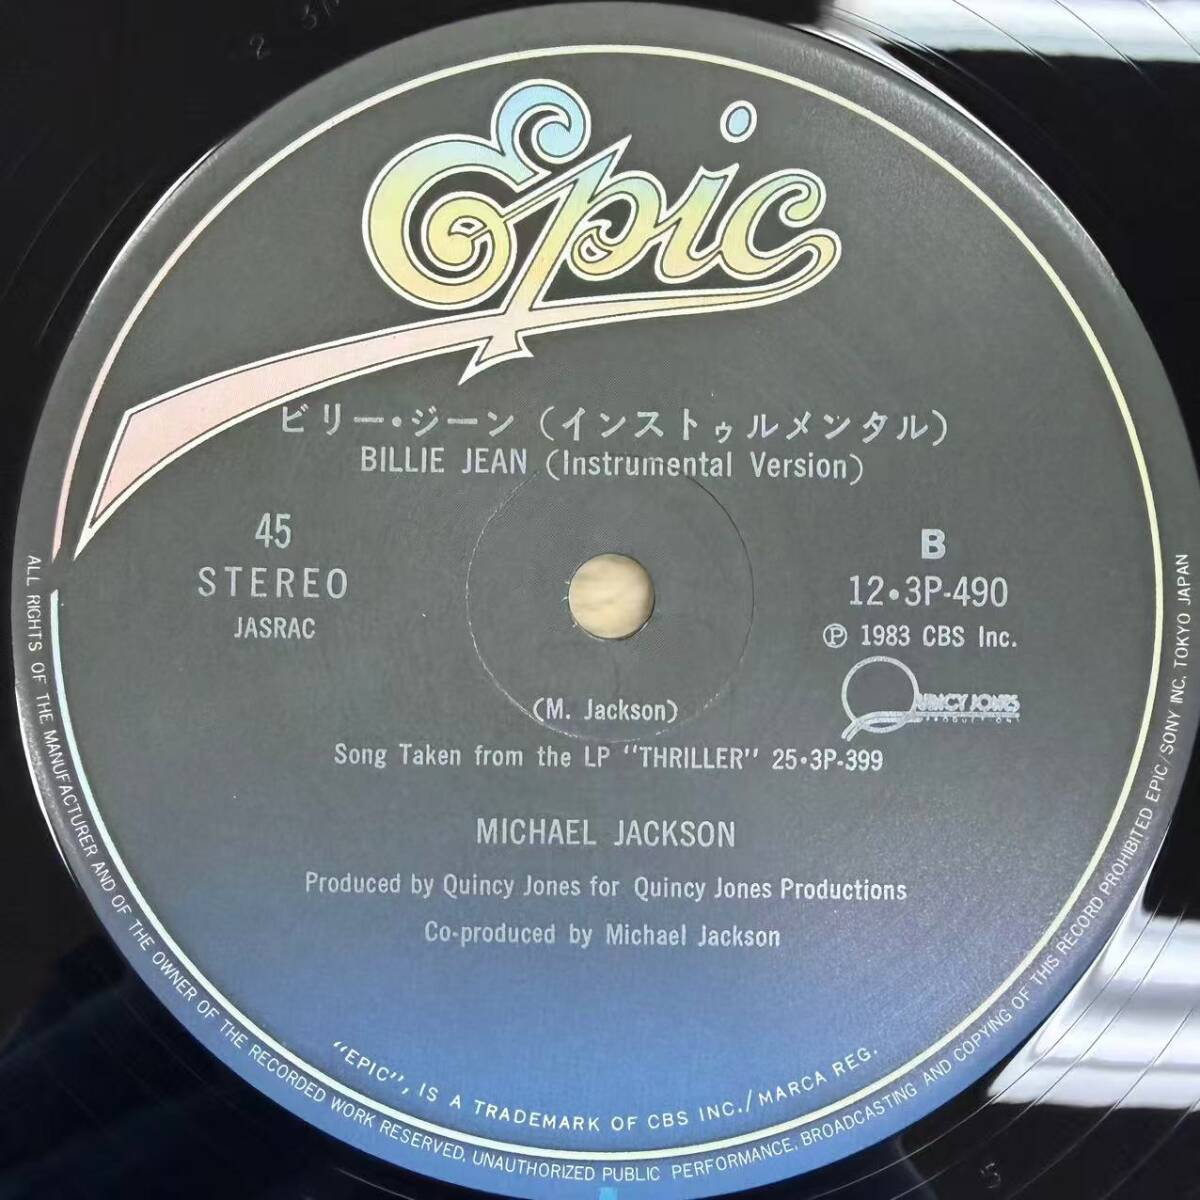 Epic
ビリー・ジーン（インストゥルメンタル）
BILLIE JEAN (Instrumental Version)
45
STEREO
JASRAC
B
12・3P-490
Ⓟ 1983 CBS Inc.
QUINCY JONES
PRODUCTIONS
(M. Jackson)
Song Taken from the LP "THRILLER" 25・3P-399
MICHAEL JACKSON
Produced by Quincy Jones for Quincy Jones Productions
Co-produced by Michael Jackson
"EPIC", IS A TRADEMARK OF CBS INC./MARCA REG.
ALL RIGHTS OF THE MANUFACTURER AND OF THE OWNER OF THE RECORDED WORK RESERVED. UNAUTHORIZED PUBLIC PERFORMANCE, BROADCASTING AND COPYING OF THIS RECORD PROHIBITED EPIC/SONY INC. TOKYO JAPAN